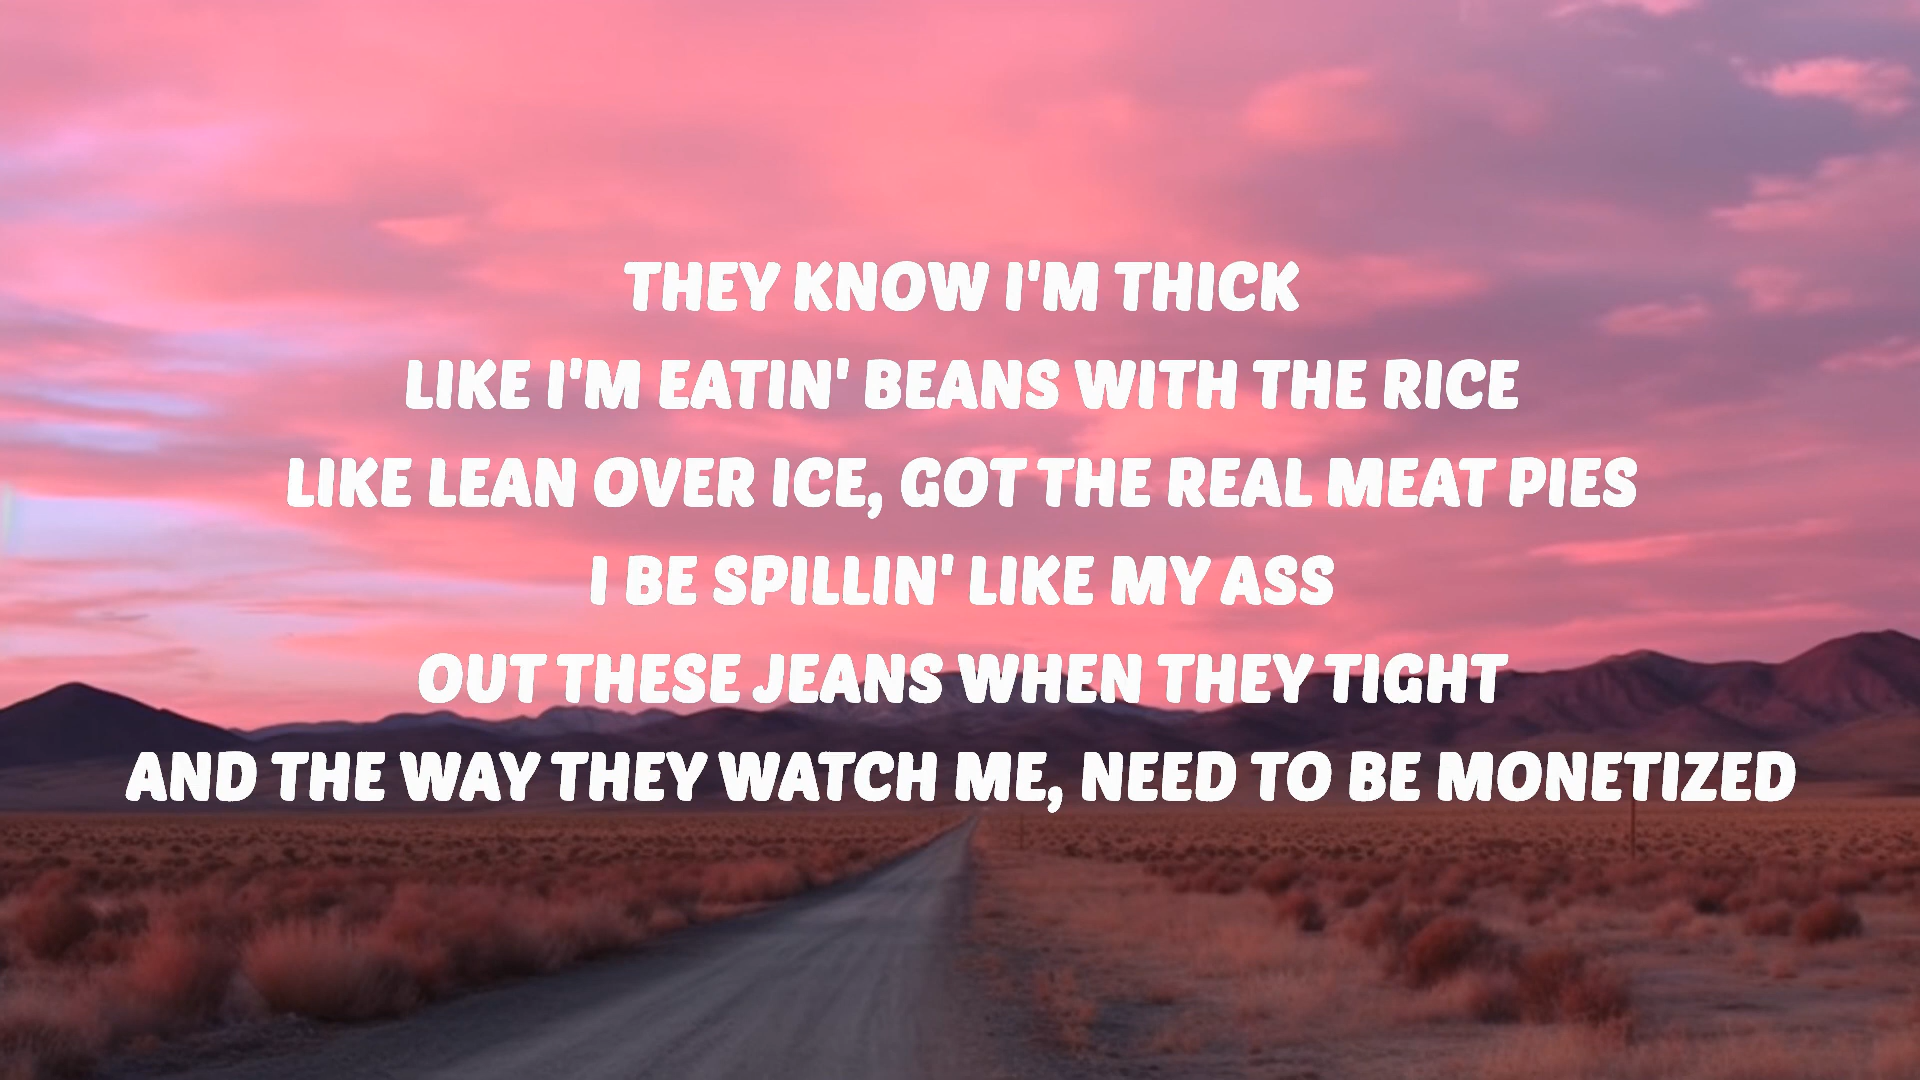 THEY KNOW I'M THICK
LIKE I'M EATIN' BEANS WITH THE RICE
LIKE LEAN OVER ICE, GOT THE REAL MEAT PIES
I BE SPILLIN' LIKE MY ASS
OUT THESE JEANS WHEN THEY TIGHT
AND THE WAY THEY WATCH ME, NEED TO BE MONETIZED